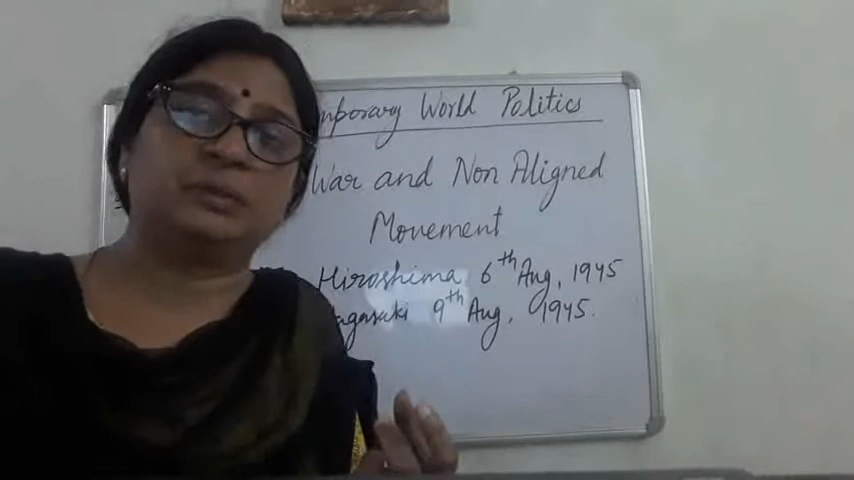 mporary World Politics
War and Non Aligned
Movement
Hiroshima 6th Aug, 1945
agasaki 9th Aug, 1945.